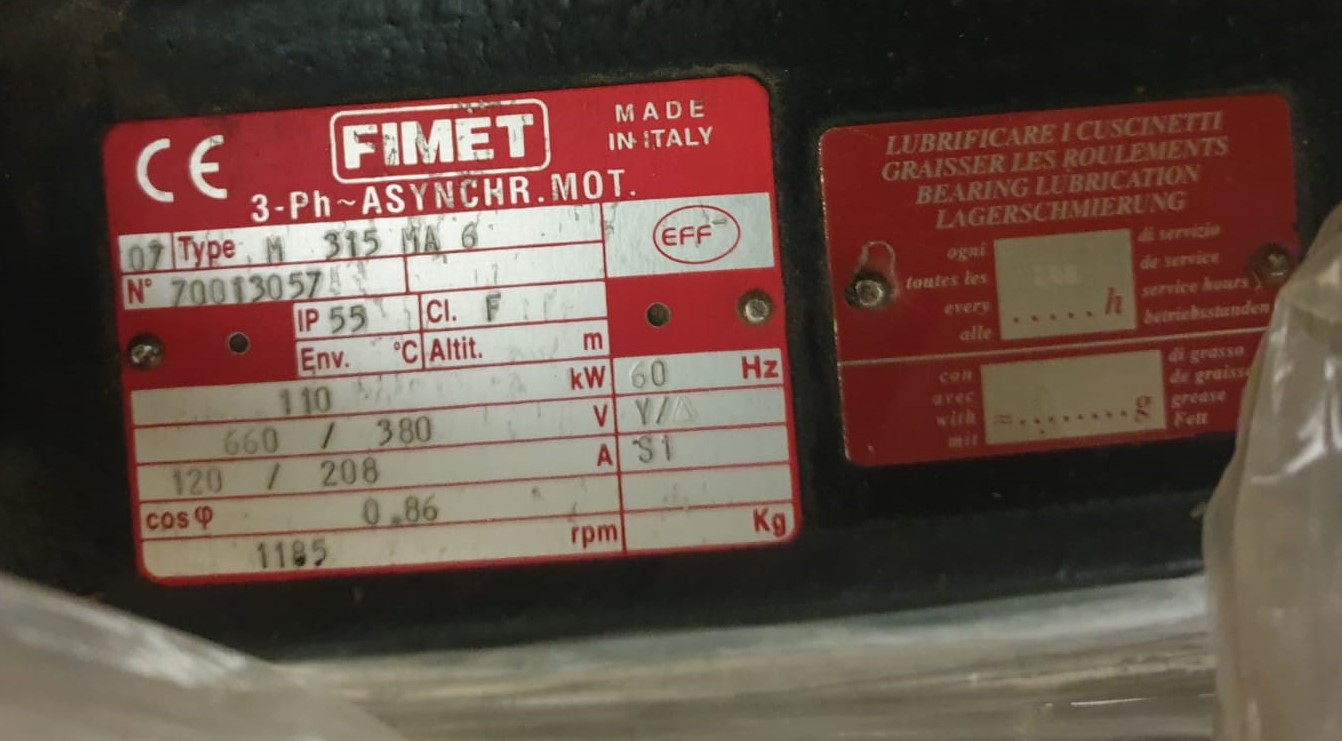 CE
FIMET
MADE
IN ITALY
3-Ph~ASYNCHR.MOT.
07 Type M 315 MA 6
EFF
N° 70013057
IP 55 Cl. F
Env. °C Altit. m
110 kW 60 Hz
660 / 380 V Y/△
120 / 208 A S1
cosφ 0.86
1185 rpm Kg
LUBRIFICARE I CUSCINETTI
GRAISSER LES ROULEMENTS
BEARING LUBRICATION
LAGERSCHMIERUNG
ogni di servizio
toutes les de service
every .....h service hours
alle betriebsstunden
con di grasso
avec de graisse
with ≈........g grease
mit Fett